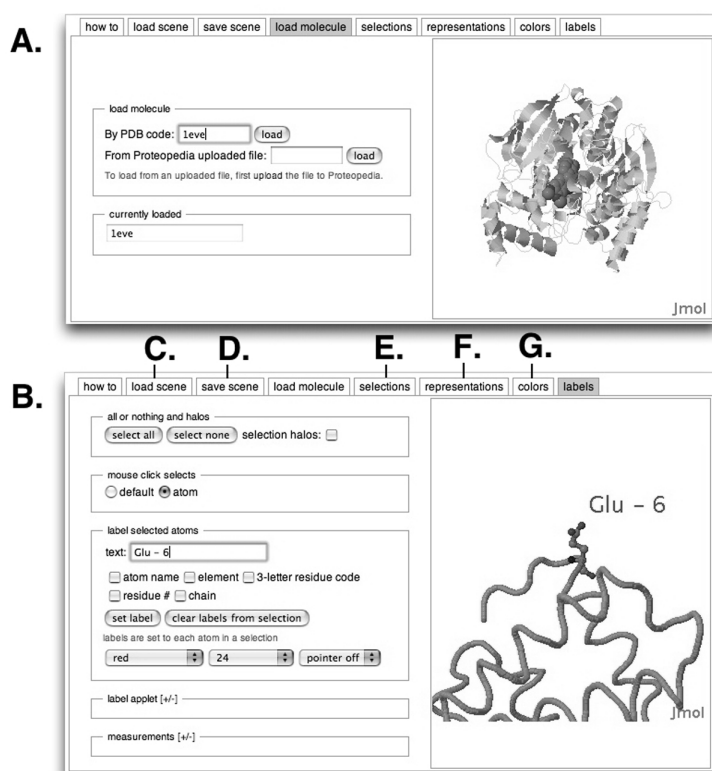 A.
how to load scene save scene load molecule selections representations colors labels
load molecule
By PDB code: 1eve load
From Proteopedia uploaded file: load
To load from an uploaded file, first upload the file to Proteopedia.
currently loaded
1eve
Jmol
C. D. E. F. G.
B.
how to load scene save scene load molecule selections representations colors labels
all or nothing and halos
select all select none selection halos:
mouse click selects
default atom
label selected atoms
text: Glu - 6
atom name element 3-letter residue code
residue # chain
set label clear labels from selection
labels are set to each atom in a selection
red 24 pointer off
label applet [+/-]
measurements [+/-]
Glu - 6
Jmol